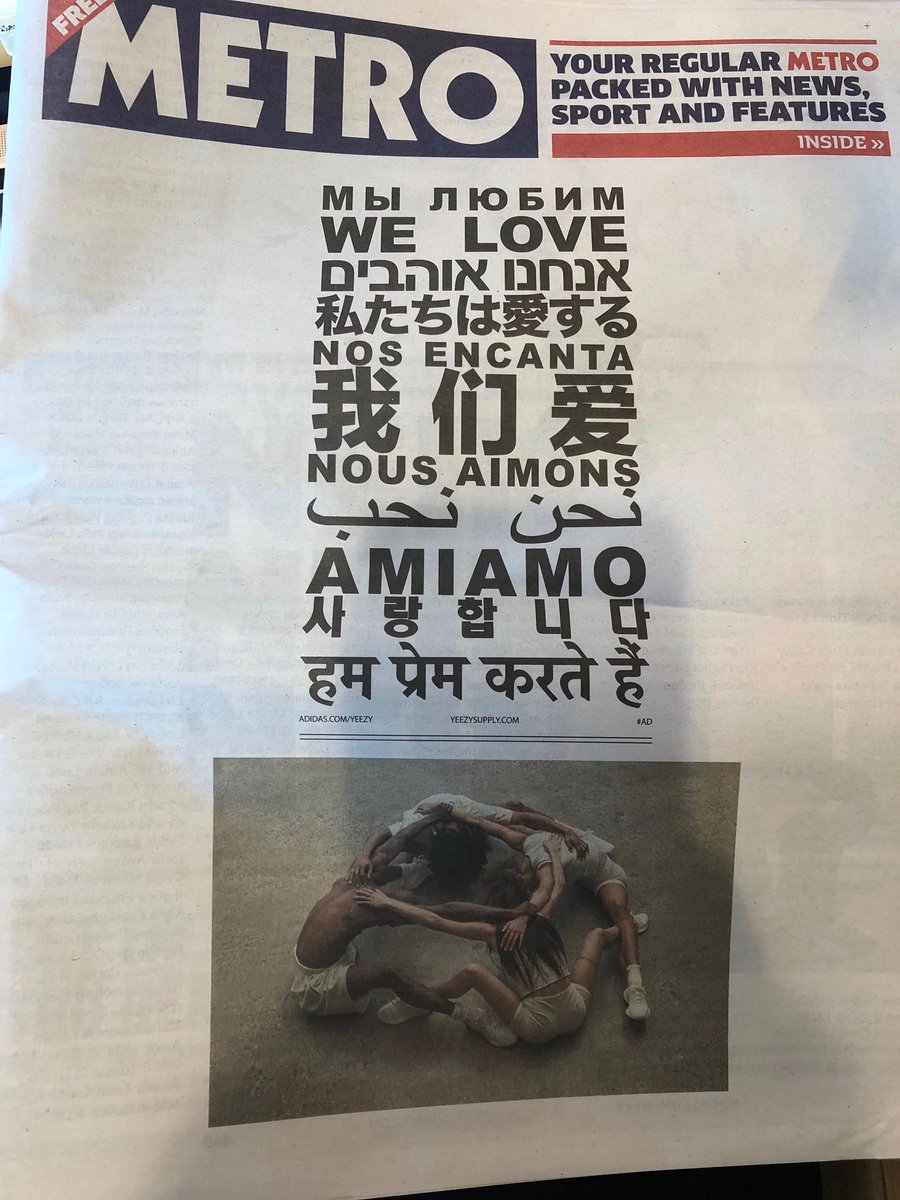 FREE
METRO
YOUR REGULAR METRO
PACKED WITH NEWS,
SPORT AND FEATURES
INSIDE »
МЫ ЛЮБИМ
WE LOVE
אנחנו אוהבים
私たちは愛する
NOS ENCANTA
我们爱
NOUS AIMONS
نحن نحب
AMIAMO
사랑합니다
हम प्रेम करते हैं
ADIDAS.COM/YEEZY YEEZYSUPPLY.COM #AD